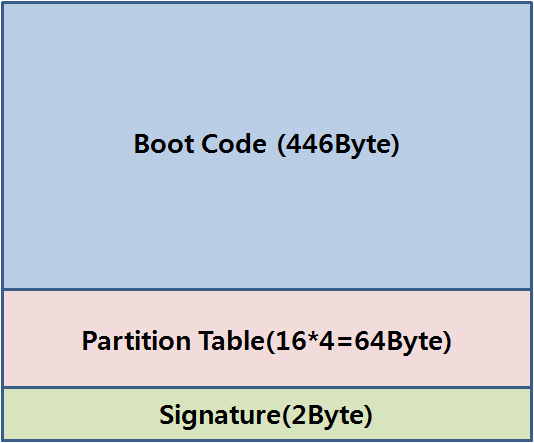 Boot Code (446Byte)
Partition Table(16*4=64Byte)
Signature(2Byte)